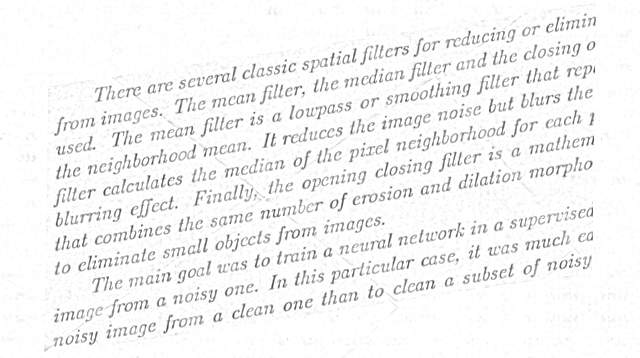 There are several classic spatial filters for reducing or elimin
from images. The mean filter, the median filter and the closing o
used. The mean filter is a lowpass or smoothing filter that repl
the neighborhood mean. It reduces the image noise but blurs the
filter calculates the median of the pixel neighborhood for each p
blurring effect. Finally, the opening closing filter is a mathem
that combines the same number of erosion and dilation morpho
to eliminate small objects from images.
The main goal was to train a neural network in a supervised
image from a noisy one. In this particular case, it was much ea
noisy image from a clean one than to clean a subset of noisy